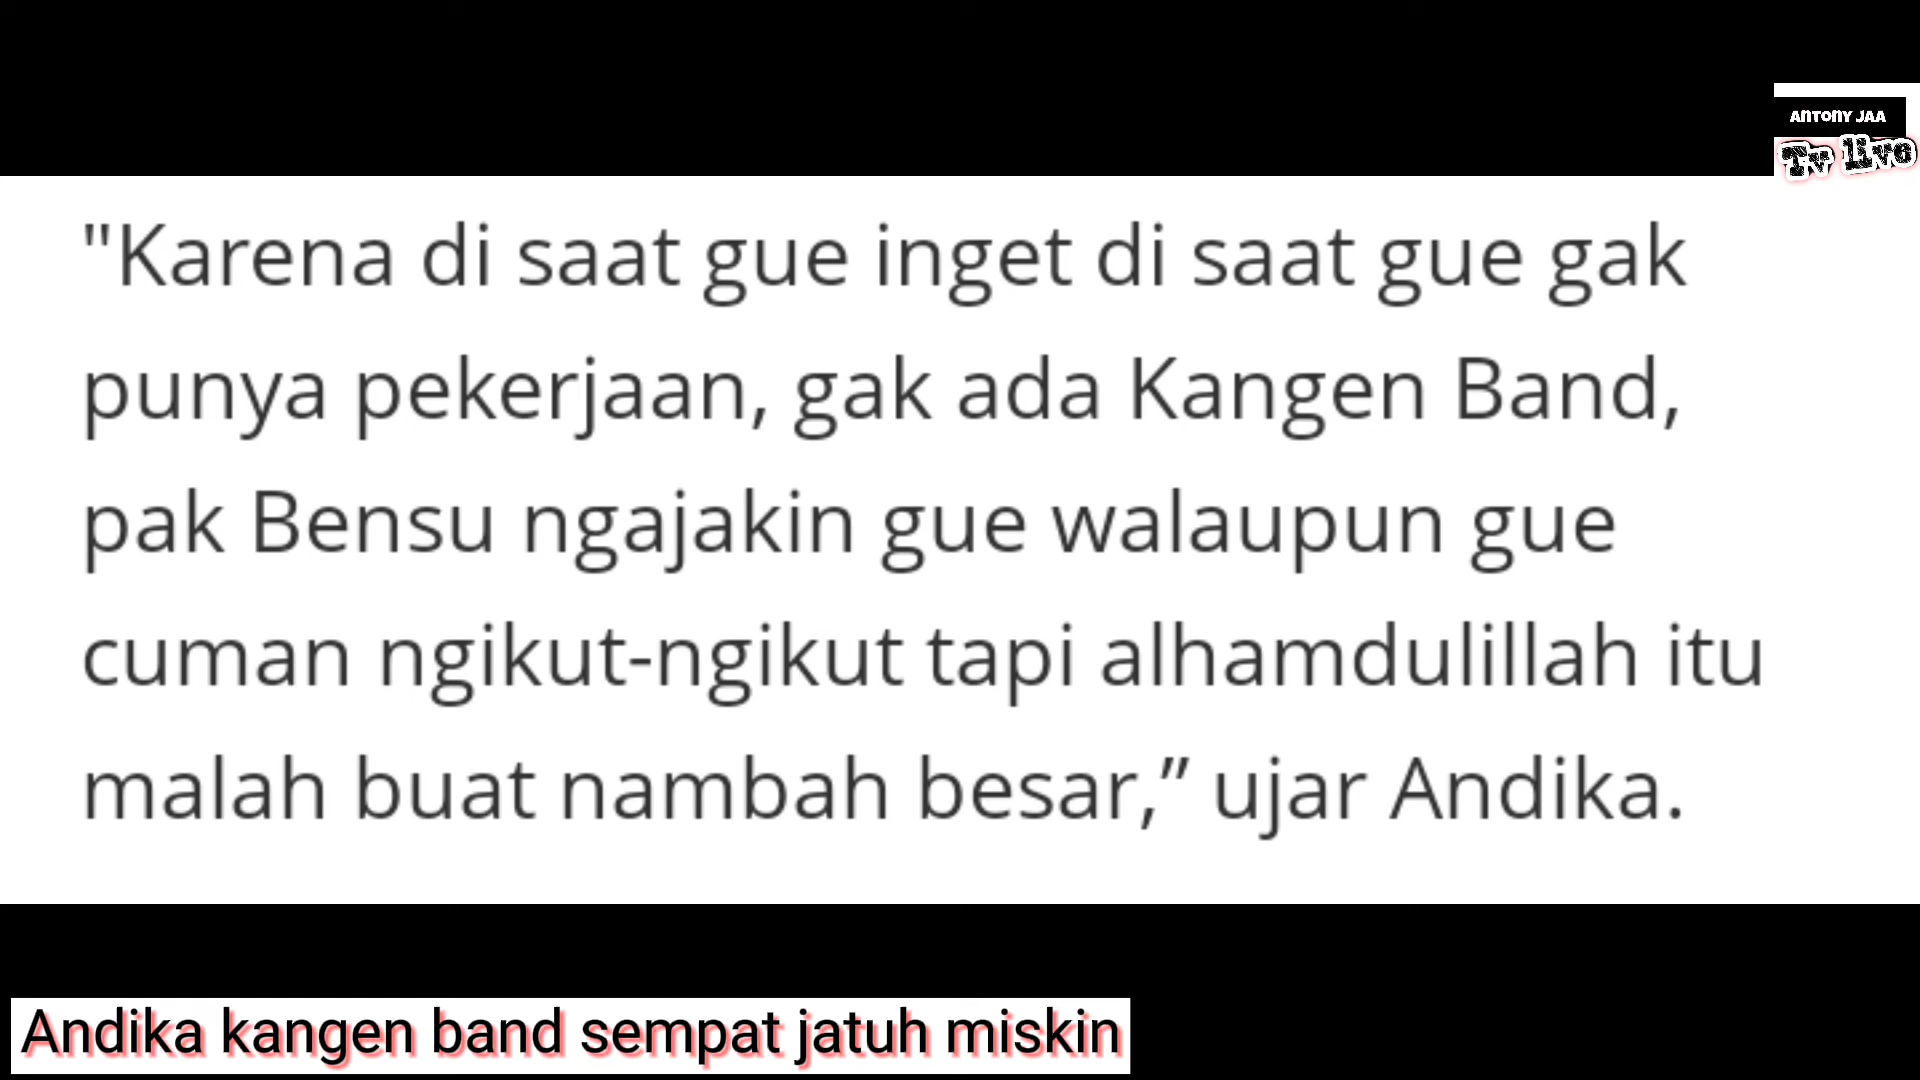 ANTONY JAA
Tv live
"Karena di saat gue inget di saat gue gak
punya pekerjaan, gak ada Kangen Band,
pak Bensu ngajakin gue walaupun gue
cuman ngikut-ngikut tapi alhamdulillah itu
malah buat nambah besar,” ujar Andika.
Andika kangen band sempat jatuh miskin